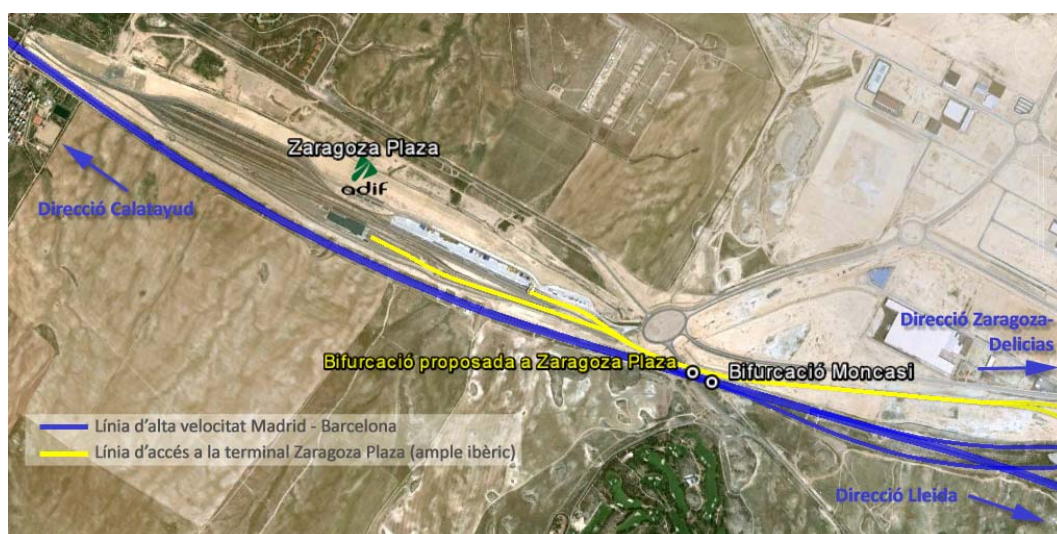 Zaragoza Plaza
adif
Direcció Calatayud
Direcció Zaragoza-
Delicias
Bifurcació proposada a Zaragoza Plaza
Bifurcació Moncasi
Línia d'alta velocitat Madrid - Barcelona
Línia d'accés a la terminal Zaragoza Plaza (ample ibèric)
Direcció Lleida